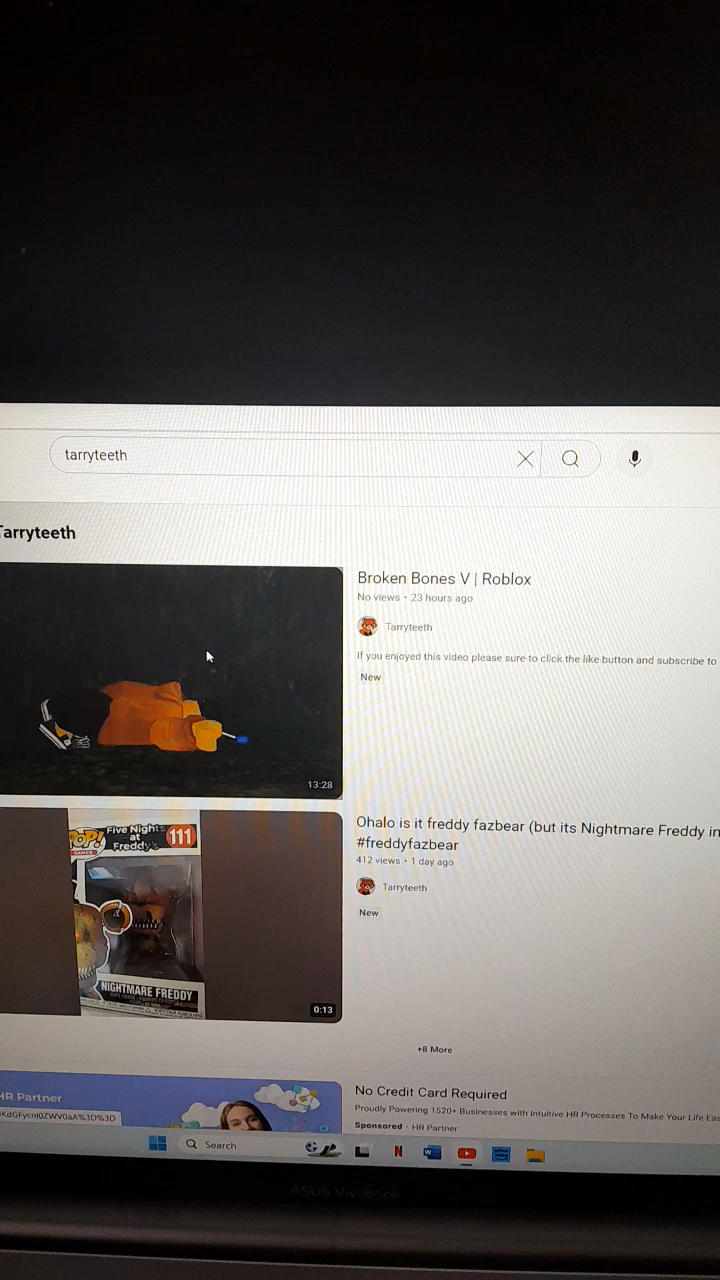 tarryteeth
Tarryteeth
Broken Bones V | Roblox
No views • 23 hours ago
Tarryteeth
If you enjoyed this video please sure to click the like button and subscribe to
New
13:28
Ohalo is it freddy fazbear (but its Nightmare Freddy in
#freddyfazbear
412 views • 1 day ago
Tarryteeth
New
POP!
GAMES
Five Nights
at
Freddy's
111
NIGHTMARE FREDDY
0:13
+8 More
HR Partner
No Credit Card Required
Proudly Powering 1520+ Businesses with Intuitive HR Processes To Make Your Life Eas
Sponsored · HR Partner
Search
ASUS Vivobook